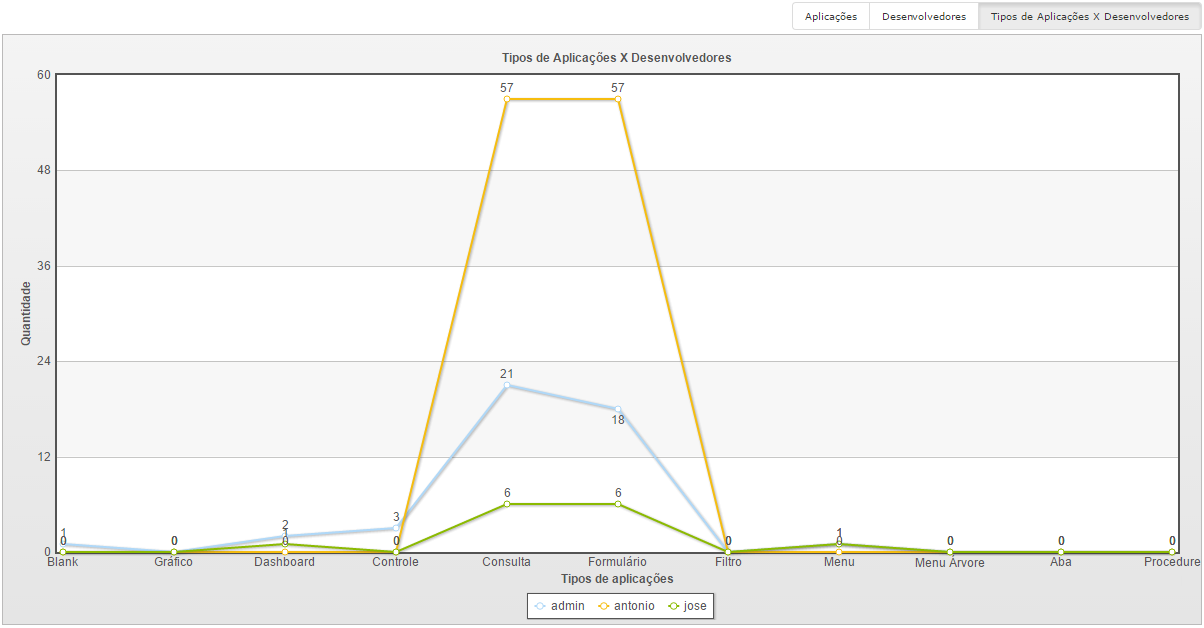 Aplicações Desenvolvedores Tipos de Aplicações X Desenvolvedores
Tipos de Aplicações X Desenvolvedores
60
57 57
48
36
Quantidade
24
21
18
12
6 6
3
2
1 1 1
0 0 0 0 0 0 0 0 0 0
0
Blank Gráfico Dashboard Controle Consulta Formulário Filtro Menu Menu Árvore Aba Procedure
Tipos de aplicações
admin antonio jose